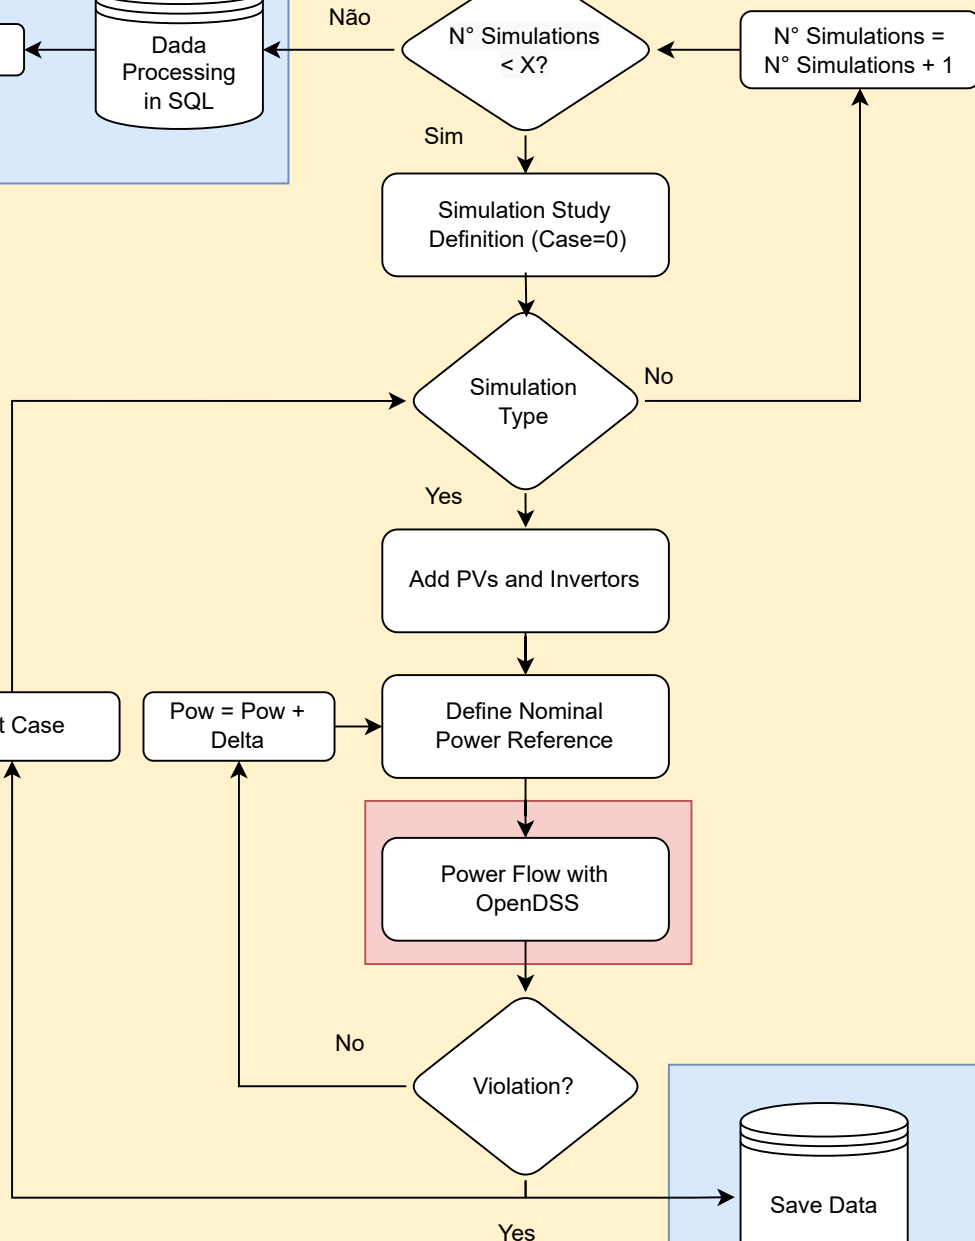 Não
N° Simulations
< X?
N° Simulations =
N° Simulations + 1
Dada
Processing
in SQL
Sim
Simulation Study
Definition (Case=0)
Simulation
Type
No
Yes
Add PVs and Invertors
t Case
Pow = Pow +
Delta
Define Nominal
Power Reference
Power Flow with
OpenDSS
No
Violation?
Save Data
Yes